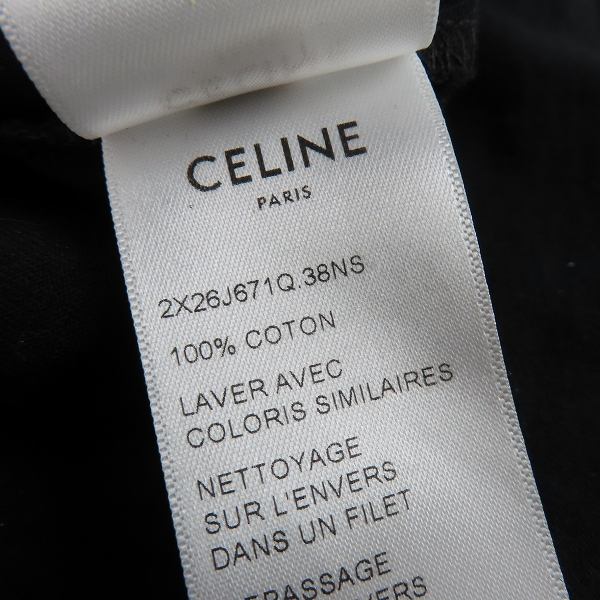 CELINE
PARIS
2X26J671Q.38NS
100% COTON
LAVER AVEC
COLORIS SIMILAIRES
NETTOYAGE
SUR L'ENVERS
DANS UN FILET